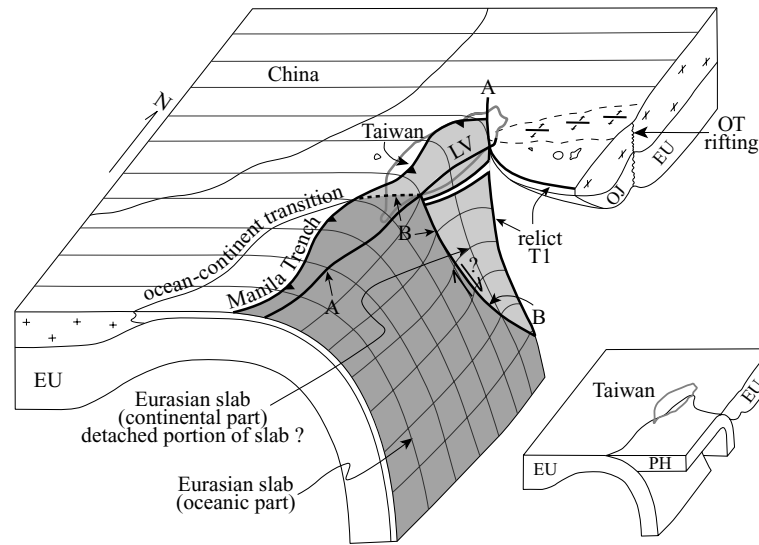 China
A
N
Taiwan
LV
OT
rifting
EU
OJ
ocean-continent transition
B
relict
T1
?
Manila Trench
A
B
EU
Eurasian slab
(continental part)
detached portion of slab ?
Eurasian slab
(oceanic part)
Taiwan
EU
EU
PH